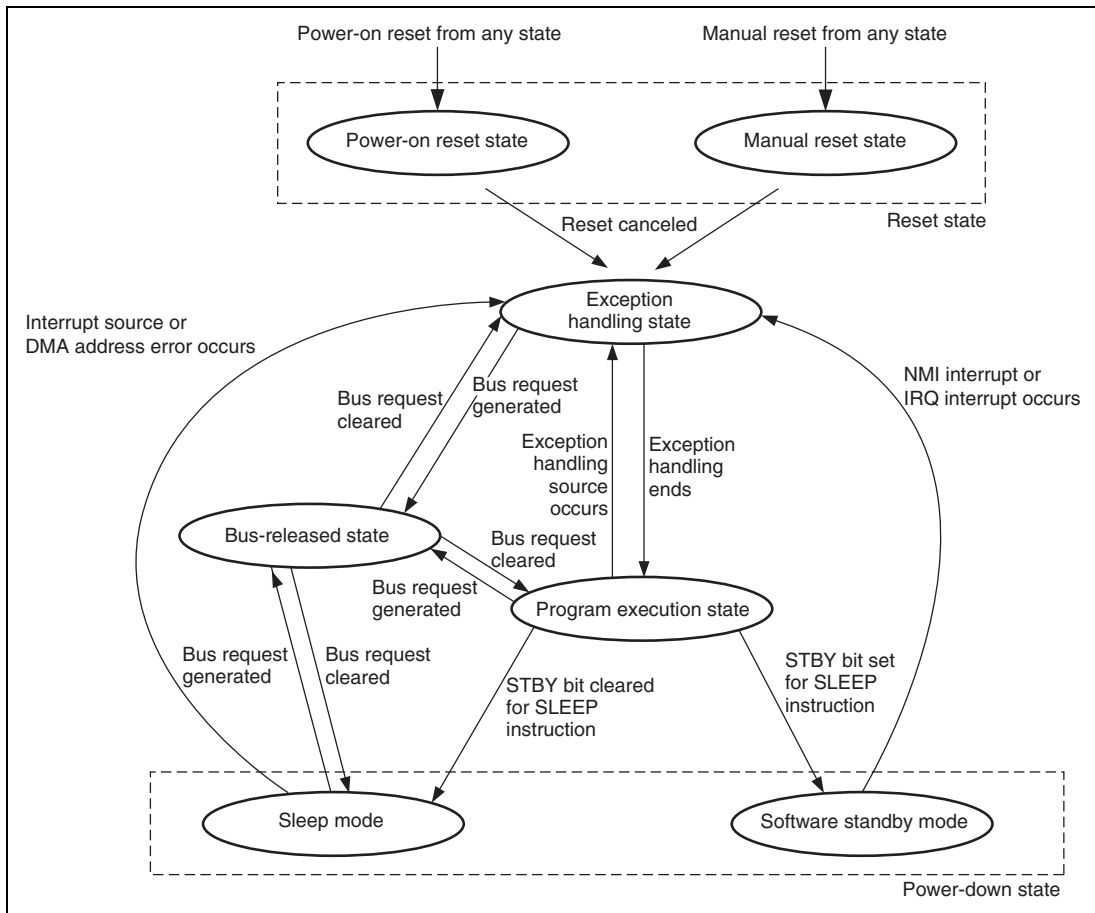 Power-on reset from any state
Manual reset from any state
Power-on reset state
Manual reset state
Reset canceled
Reset state
Exception
handling state
Interrupt source or
DMA address error occurs
Bus request
cleared
Bus request
generated
NMI interrupt or
IRQ interrupt occurs
Exception
handling
source
occurs
Exception
handling
ends
Bus-released state
Bus request
cleared
Bus request
generated
Program execution state
Bus request
generated
Bus request
cleared
STBY bit cleared
for SLEEP
instruction
STBY bit set
for SLEEP
instruction
Sleep mode
Software standby mode
Power-down state